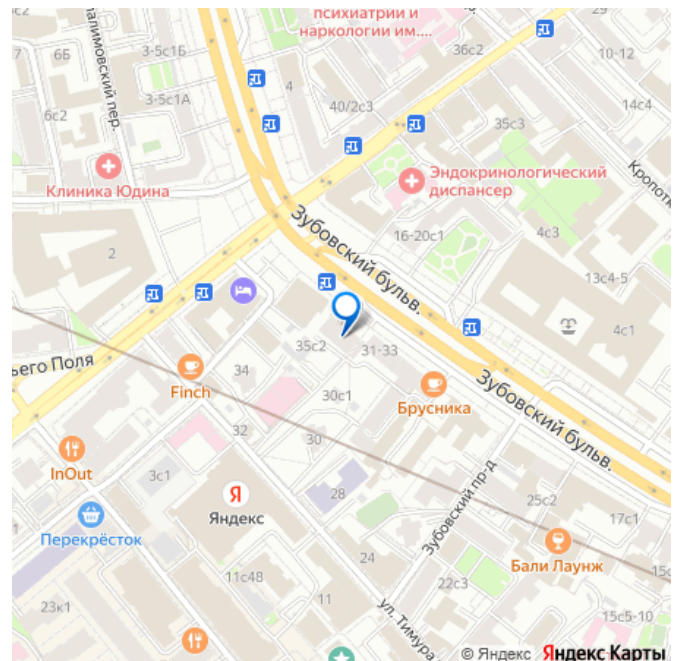 психиатрии и
наркологии им....
29
7
6Б
3-5с1Б
36с2
10-12
4
3-5с1А
40/2с3
14с4
6с2
35с3
Клиника Юдина
Эндокринологический
диспансер
Кропотк
16-20с1
Зубовский бульв.
4с3
2
13с4-5
4с1
35с2
31-33
ьего Поля
34
Finch
30с1
Брусника
Зубовский бульв.
32
30
InOut
3с1
Я
Яндекс
28
Зубовский пр-д
25с2
17с1
Перекрёсток
24
Бали Лаунж
15с
11с48
22с3
11
23к1
ул. Тимура
15с5-10
© Яндекс Яндекс Карты